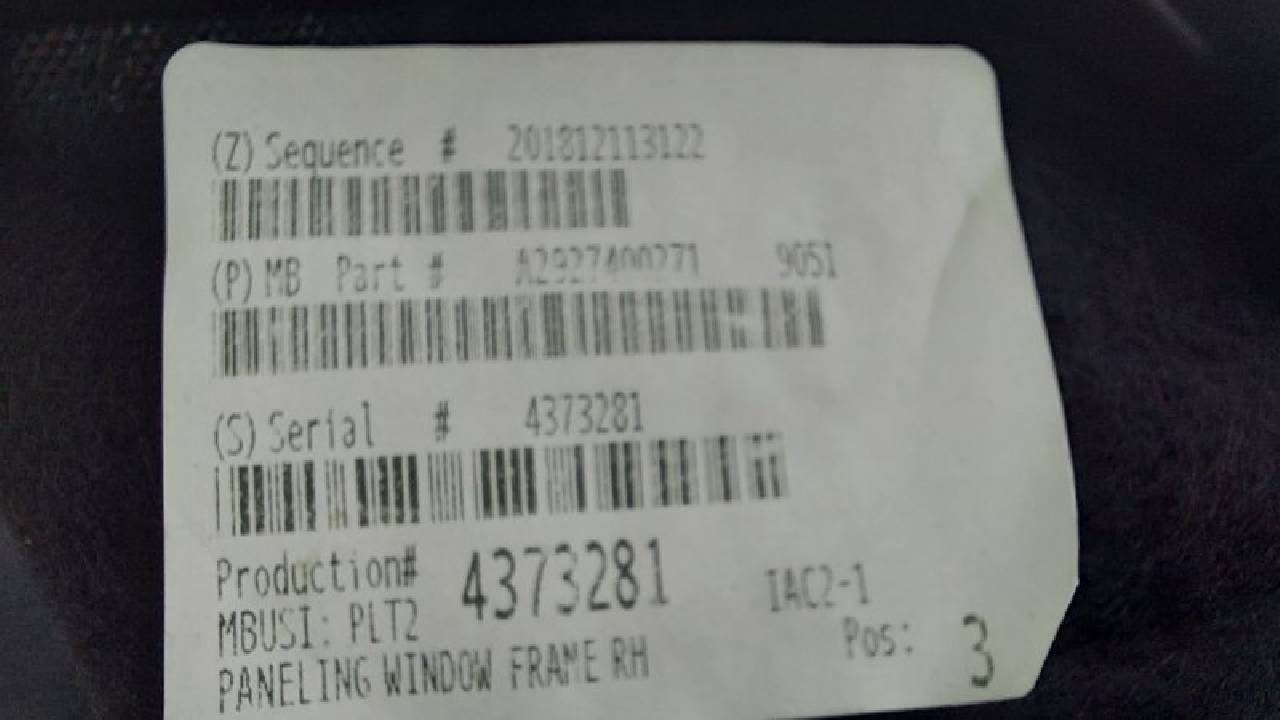 (Z) Sequence # 201812113122
(P) MB Part # A2927400271 9051
(S) Serial # 4373281
Production# 4373281 IAC2-1
MBUSI: PLT2
Pos: 3
PANELING WINDOW FRAME RH